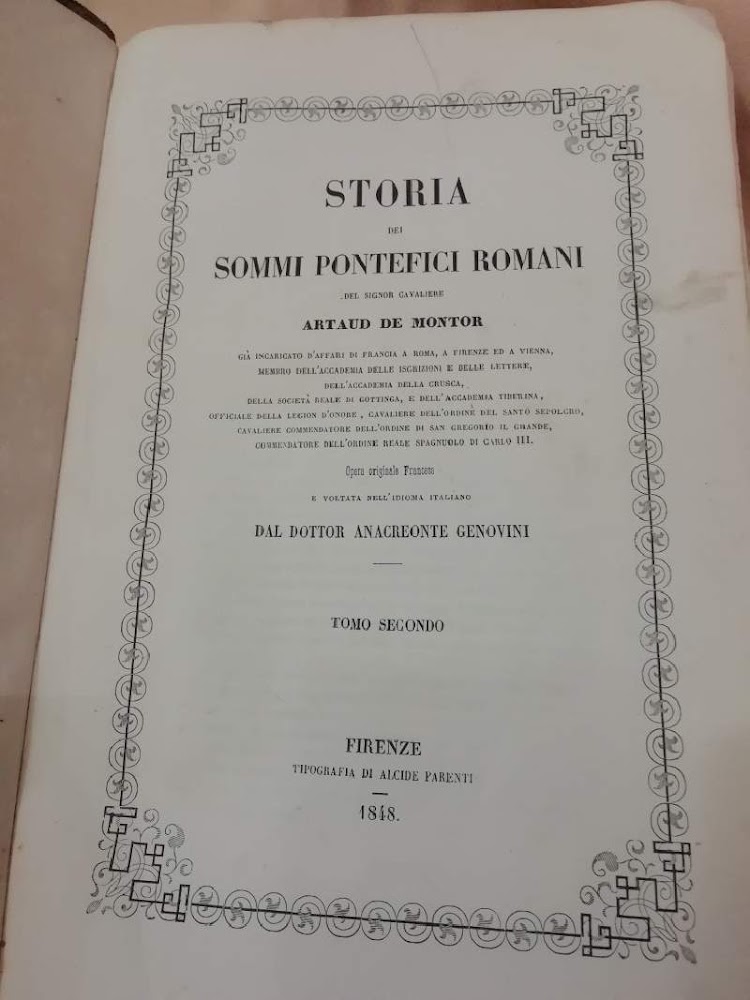 STORIA
DEI
SOMMI PONTEFICI ROMANI
DEL SIGNOR CAVALIERE
ARTAUD DE MONTOR
GIÀ INCARICATO D'AFFARI DI FRANCIA A ROMA, A FIRENZE ED A VIENNA,
MEMBRO DELL'ACCADEMIA DELLE ISCRIZIONI E BELLE LETTERE,
DELL'ACCADEMIA DELLA CRUSCA,
DELLA SOCIETÀ REALE DI GOTTINGA, E DELL'ACCADEMIA TIBERINA,
OFFICIALE DELLA LEGION D'ONORE, CAVALIERE DELL'ORDINE DEL SANTO SEPOLCRO,
CAVALIERE COMMENDATORE DELL'ORDINE DI SAN GREGORIO IL GRANDE,
COMMENDATORE DELL'ORDINE REALE SPAGNUOLO DI CARLO III.
Opera originale Francese
E VOLTATA NELL'IDIOMA ITALIANO
DAL DOTTOR ANACREONTE GENOVINI
TOMO SECONDO
FIRENZE
TIPOGRAFIA DI ALCIDE PARENTI
1848.